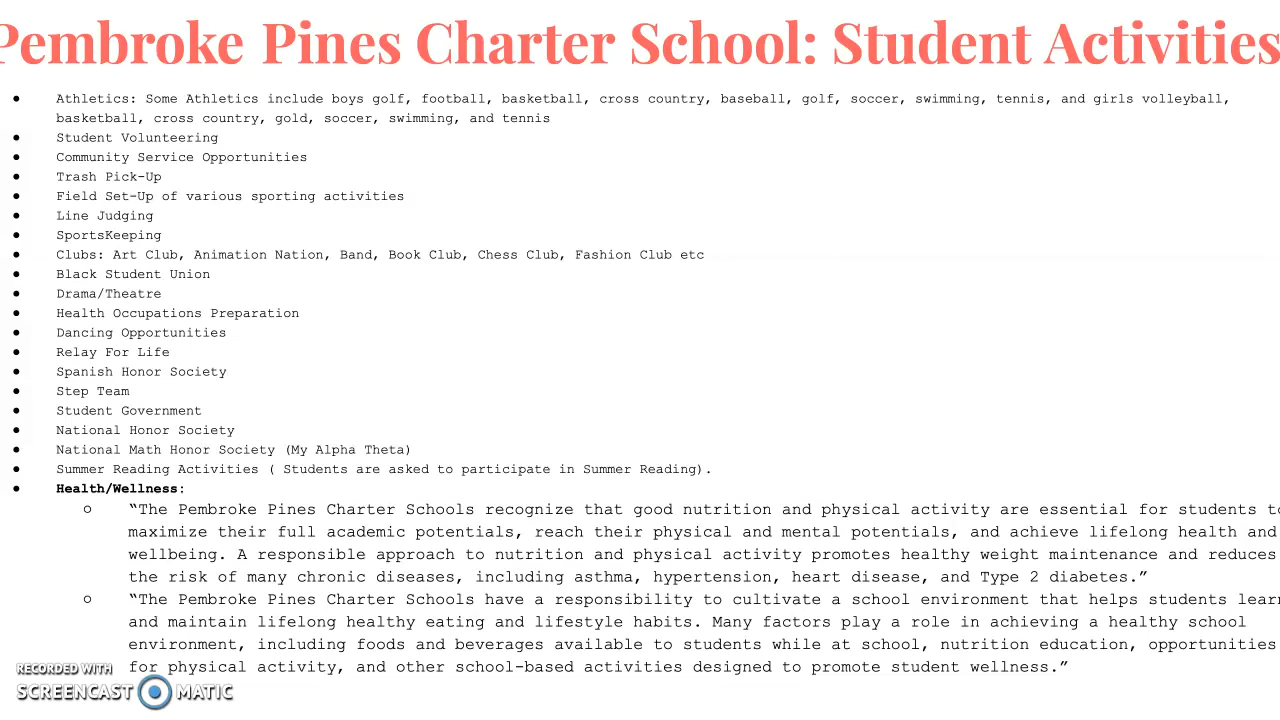 Pembroke Pines Charter School: Student Activities
● Athletics: Some Athletics include boys golf, football, basketball, cross country, baseball, golf, soccer, swimming, tennis, and girls volleyball,
basketball, cross country, gold, soccer, swimming, and tennis
● Student Volunteering
● Community Service Opportunities
● Trash Pick-Up
● Field Set-Up of various sporting activities
● Line Judging
● SportsKeeping
● Clubs: Art Club, Animation Nation, Band, Book Club, Chess Club, Fashion Club etc
● Black Student Union
● Drama/Theatre
● Health Occupations Preparation
● Dancing Opportunities
● Relay For Life
● Spanish Honor Society
● Step Team
● Student Government
● National Honor Society
● National Math Honor Society (My Alpha Theta)
● Summer Reading Activities ( Students are asked to participate in Summer Reading).
● Health/Wellness:
○ “The Pembroke Pines Charter Schools recognize that good nutrition and physical activity are essential for students to
maximize their full academic potentials, reach their physical and mental potentials, and achieve lifelong health and
wellbeing. A responsible approach to nutrition and physical activity promotes healthy weight maintenance and reduces
the risk of many chronic diseases, including asthma, hypertension, heart disease, and Type 2 diabetes.”
○ “The Pembroke Pines Charter Schools have a responsibility to cultivate a school environment that helps students learn
and maintain lifelong healthy eating and lifestyle habits. Many factors play a role in achieving a healthy school
environment, including foods and beverages available to students while at school, nutrition education, opportunities
for physical activity, and other school-based activities designed to promote student wellness.”
RECORDED WITH
SCREENCAST MATIC